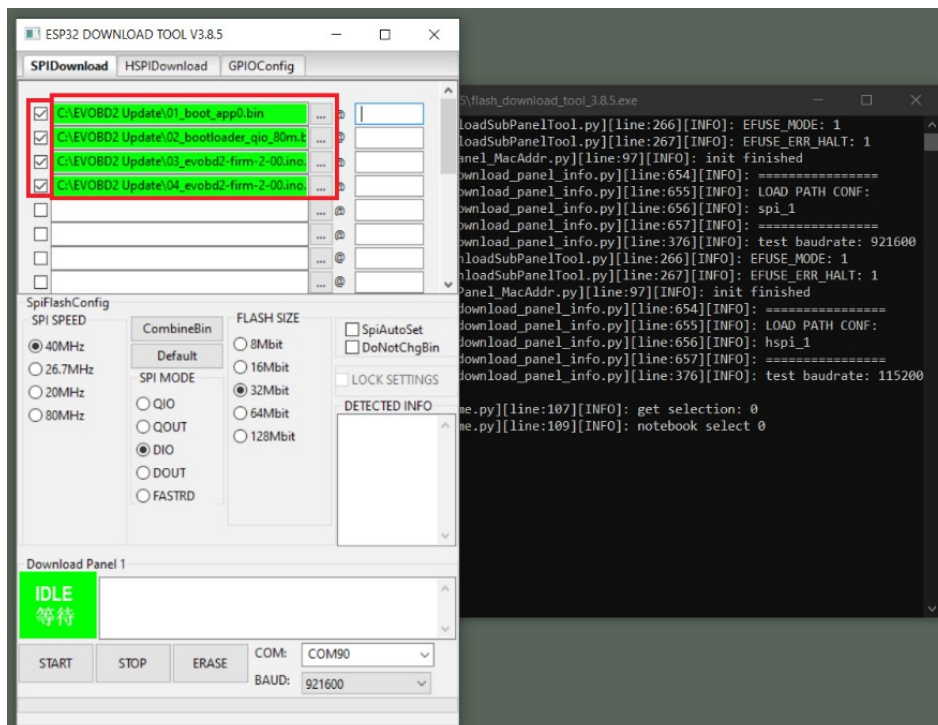 ESP32 DOWNLOAD TOOL V3.8.5
SPIDownload HSPIDownload GPIOConfig
C:\EVOBD2 Update\01_boot_app0.bin ... @
C:\EVOBD2 Update\02_bootloader_qio_80m.b ... @
C:\EVOBD2 Update\03_evobd2-firm-2-00.ino. ... @
C:\EVOBD2 Update\04_evobd2-firm-2-00.ino. ... @
... @
... @
... @
... @
SpiFlashConfig
SPI SPEED
40MHz
26.7MHz
20MHz
80MHz
CombineBin
Default
SPI MODE
QIO
QOUT
DIO
DOUT
FASTRD
FLASH SIZE
8Mbit
16Mbit
32Mbit
64Mbit
128Mbit
SpiAutoSet
DoNotChgBin
LOCK SETTINGS
DETECTED INFO
Download Panel 1
IDLE
等待
START STOP ERASE
COM: COM90
BAUD: 921600
5\flash_download_tool_3.8.5.exe
loadSubPanelTool.py][line:266][INFO]: EFUSE_MODE: 1
loadSubPanelTool.py][line:267][INFO]: EFUSE_ERR_HALT: 1
anel_MacAddr.py][line:97][INFO]: init finished
ownload_panel_info.py][line:654][INFO]: ================
ownload_panel_info.py][line:655][INFO]: LOAD PATH CONF:
ownload_panel_info.py][line:656][INFO]: spi_1
ownload_panel_info.py][line:657][INFO]: ================
ownload_panel_info.py][line:376][INFO]: test baudrate: 921600
nloadSubPanelTool.py][line:266][INFO]: EFUSE_MODE: 1
nloadSubPanelTool.py][line:267][INFO]: EFUSE_ERR_HALT: 1
Panel_MacAddr.py][line:97][INFO]: init finished
download_panel_info.py][line:654][INFO]: ================
download_panel_info.py][line:655][INFO]: LOAD PATH CONF:
download_panel_info.py][line:656][INFO]: hspi_1
download_panel_info.py][line:657][INFO]: ================
download_panel_info.py][line:376][INFO]: test baudrate: 115200
me.py][line:107][INFO]: get selection: 0
me.py][line:109][INFO]: notebook select 0